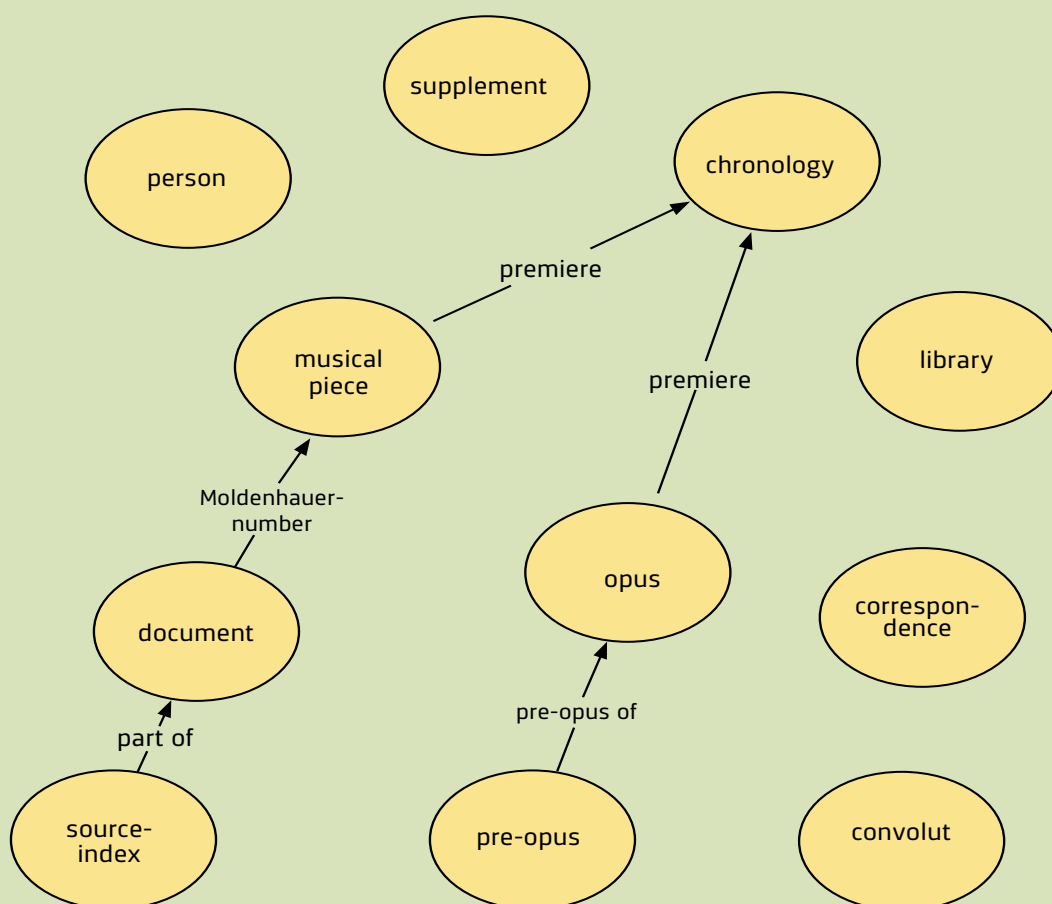 supplement
chronology
person
premiere
musical
piece
library
premiere
Moldenhauer-
number
opus
correspon-
dence
document
pre-opus of
part of
source-
index
pre-opus
convolut